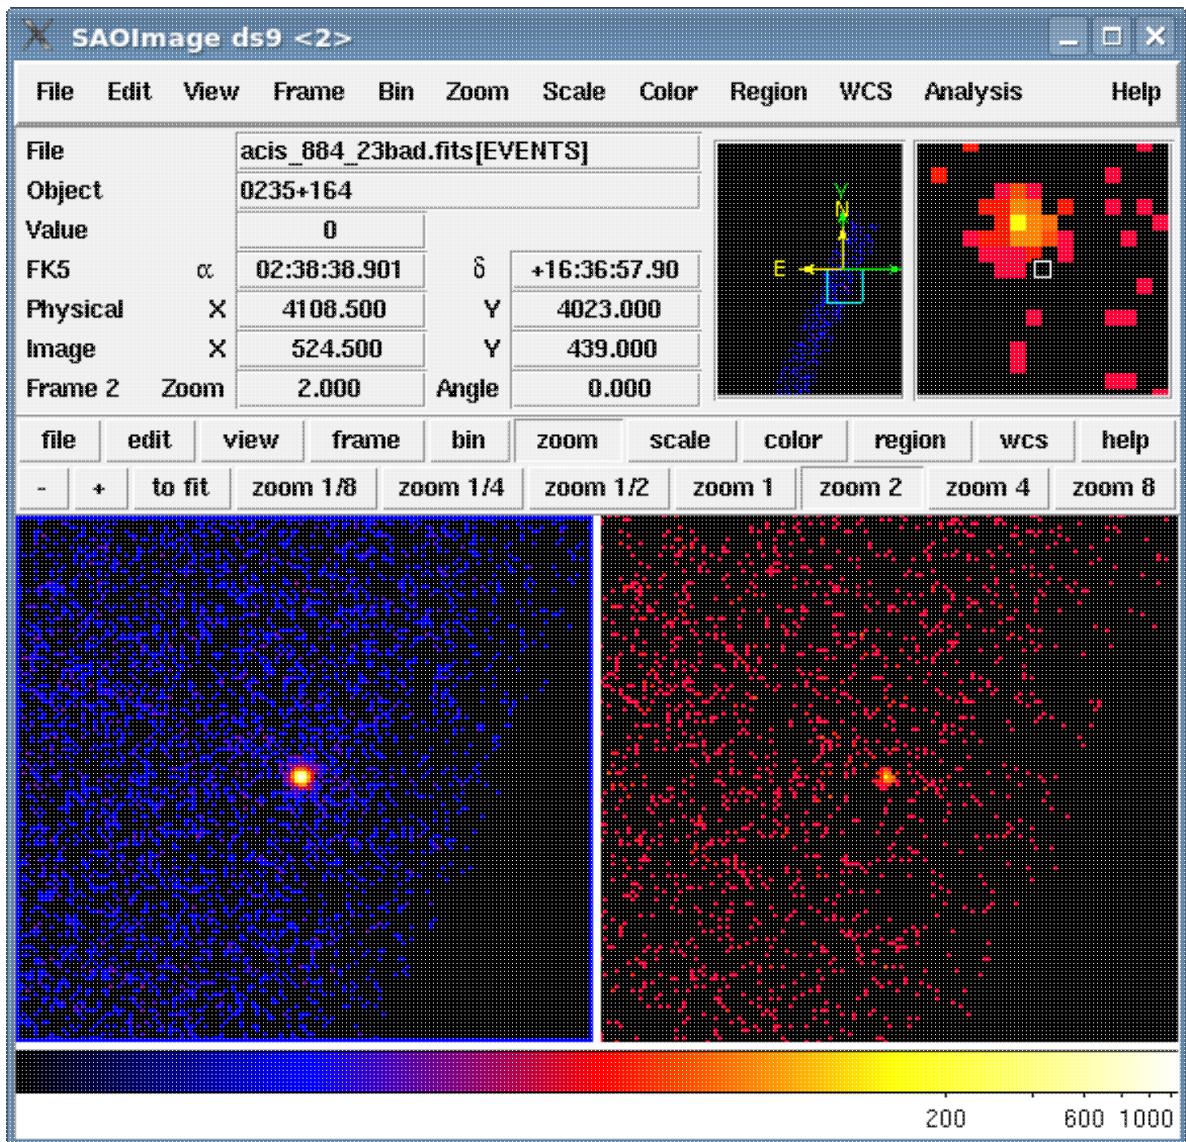 SAOImage ds9 <2>
File Edit View Frame Bin Zoom Scale Color Region WCS Analysis Help
File acis_884_23bad.fits[EVENTS]
Object 0235+164
Value 0
FK5 α 02:38:38.901 δ +16:36:57.90
Physical X 4108.500 Y 4023.000
Image X 524.500 Y 439.000
Frame 2 Zoom 2.000 Angle 0.000
Y
N
E
file edit view frame bin zoom scale color region wcs help
- + to fit zoom 1/8 zoom 1/4 zoom 1/2 zoom 1 zoom 2 zoom 4 zoom 8
200 600 1000